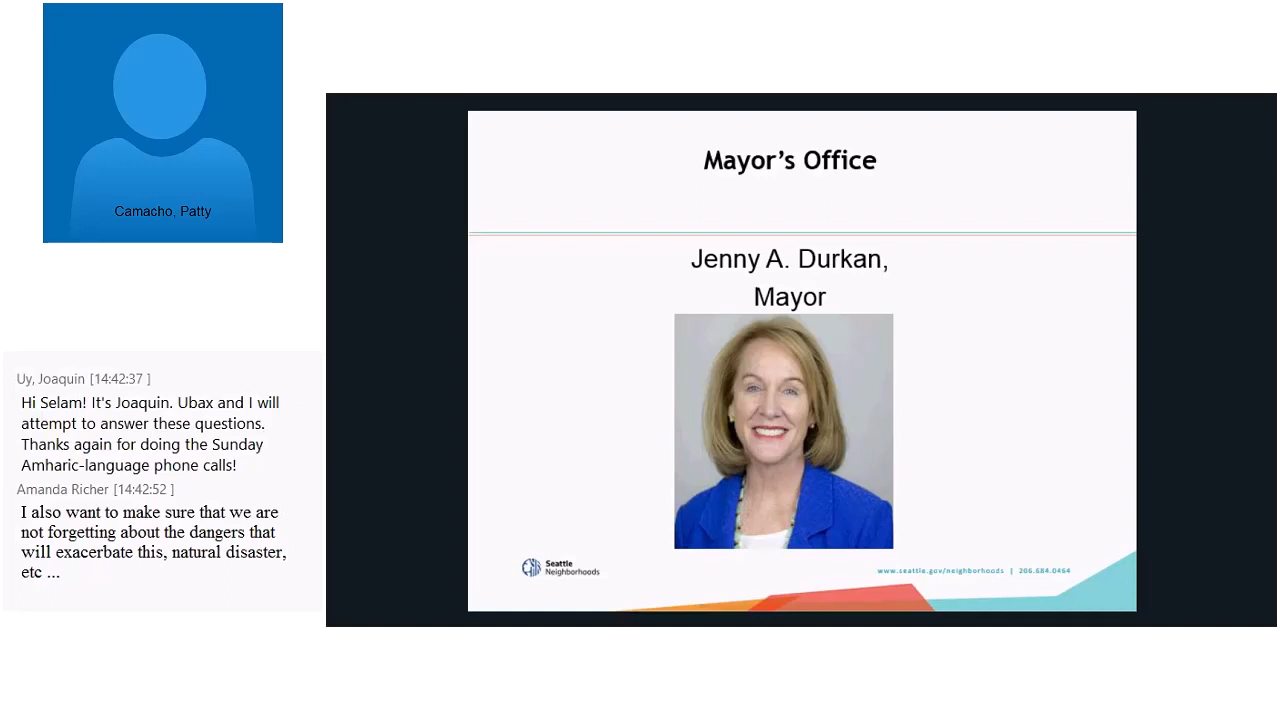 Camacho, Patty
Uy, Joaquin [14:42:37 ]
Hi Selam! It's Joaquin. Ubax and I will
attempt to answer these questions.
Thanks again for doing the Sunday
Amharic-language phone calls!
Amanda Richer [14:42:52 ]
I also want to make sure that we are
not forgetting about the dangers that
will exacerbate this, natural disaster,
etc ...
Mayor's Office
Jenny A. Durkan,
Mayor
Seattle
Neighborhoods
www.seattle.gov/neighborhoods | 206.684.0464